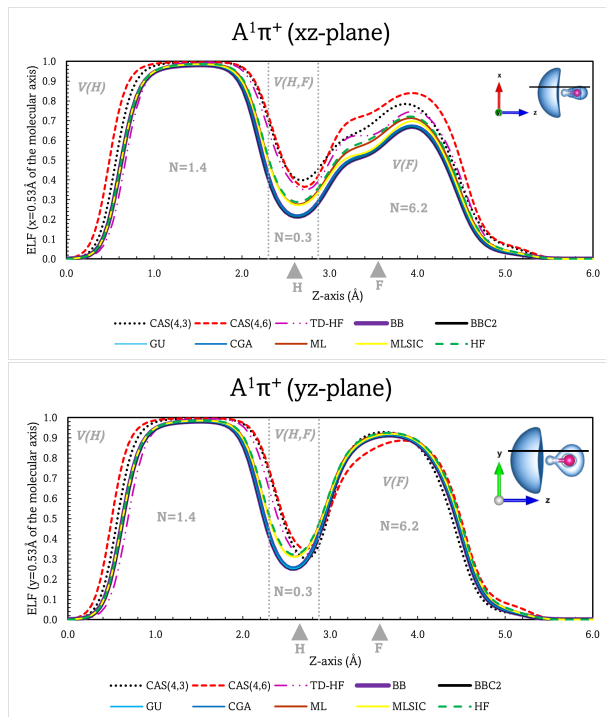 A¹π⁺ (xz-plane)
ELF (x=0.53Å of the molecular axis)
1.0
0.9
0.8
0.7
0.6
0.5
0.4
0.3
0.2
0.1
0.0
V(H)
V(H,F)
N=1.4
V(F)
N=6.2
N=0.3
x
y
z
0.0 1.0 2.0 3.0 4.0 5.0 6.0
H
F
Z-axis (Å)
CAS(4,3) CAS(4,6) TD-HF BB BBC2
GU CGA ML MLSIC HF
A¹π⁺ (yz-plane)
ELF (y=0.53Å of the molecular axis)
1.0
0.9
0.8
0.7
0.6
0.5
0.4
0.3
0.2
0.1
0.0
V(H)
V(H,F)
N=1.4
V(F)
N=6.2
N=0.3
y
z
0.0 1.0 2.0 3.0 4.0 5.0 6.0
H
F
Z-axis (Å)
CAS(4,3) CAS(4,6) TD-HF BB BBC2
GU CGA ML MLSIC HF